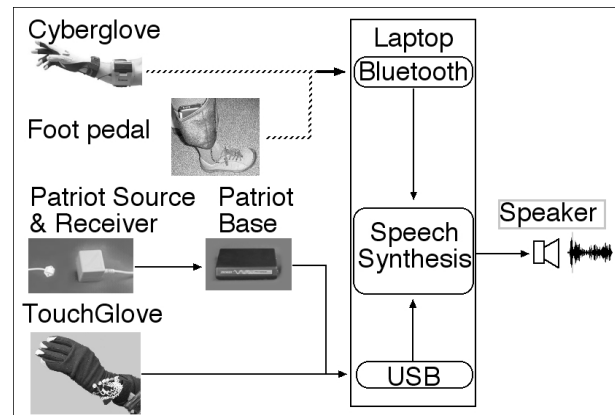 Cyberglove
Foot pedal
Patriot Source
& Receiver
Patriot
Base
TouchGlove
Laptop
Bluetooth
Speech
Synthesis
USB
Speaker